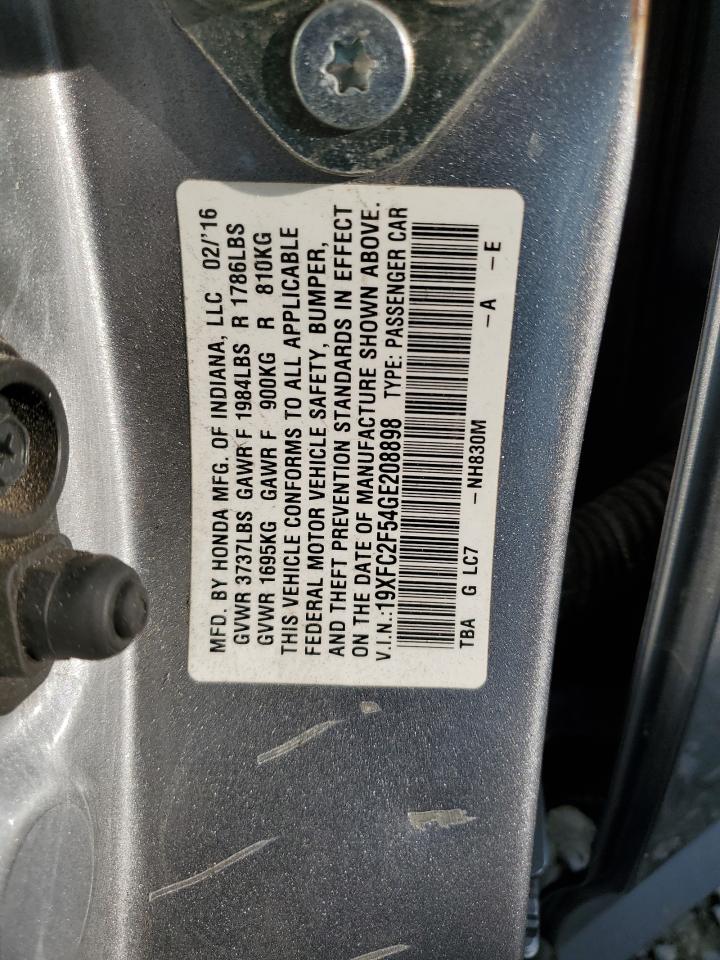 MFD. BY HONDA MFG. OF INDIANA, LLC 02/'16
GVWR 3737LBS GAWR F 1984LBS R 1786LBS
GVWR 1695KG GAWR F 900KG R 810KG
THIS VEHICLE CONFORMS TO ALL APPLICABLE
FEDERAL MOTOR VEHICLE SAFETY, BUMPER,
AND THEFT PREVENTION STANDARDS IN EFFECT
ON THE DATE OF MANUFACTURE SHOWN ABOVE.
V.I.N.:19XFC2F54GE208898 TYPE: PASSENGER CAR
TBA G LC7 -NH830M -A -E